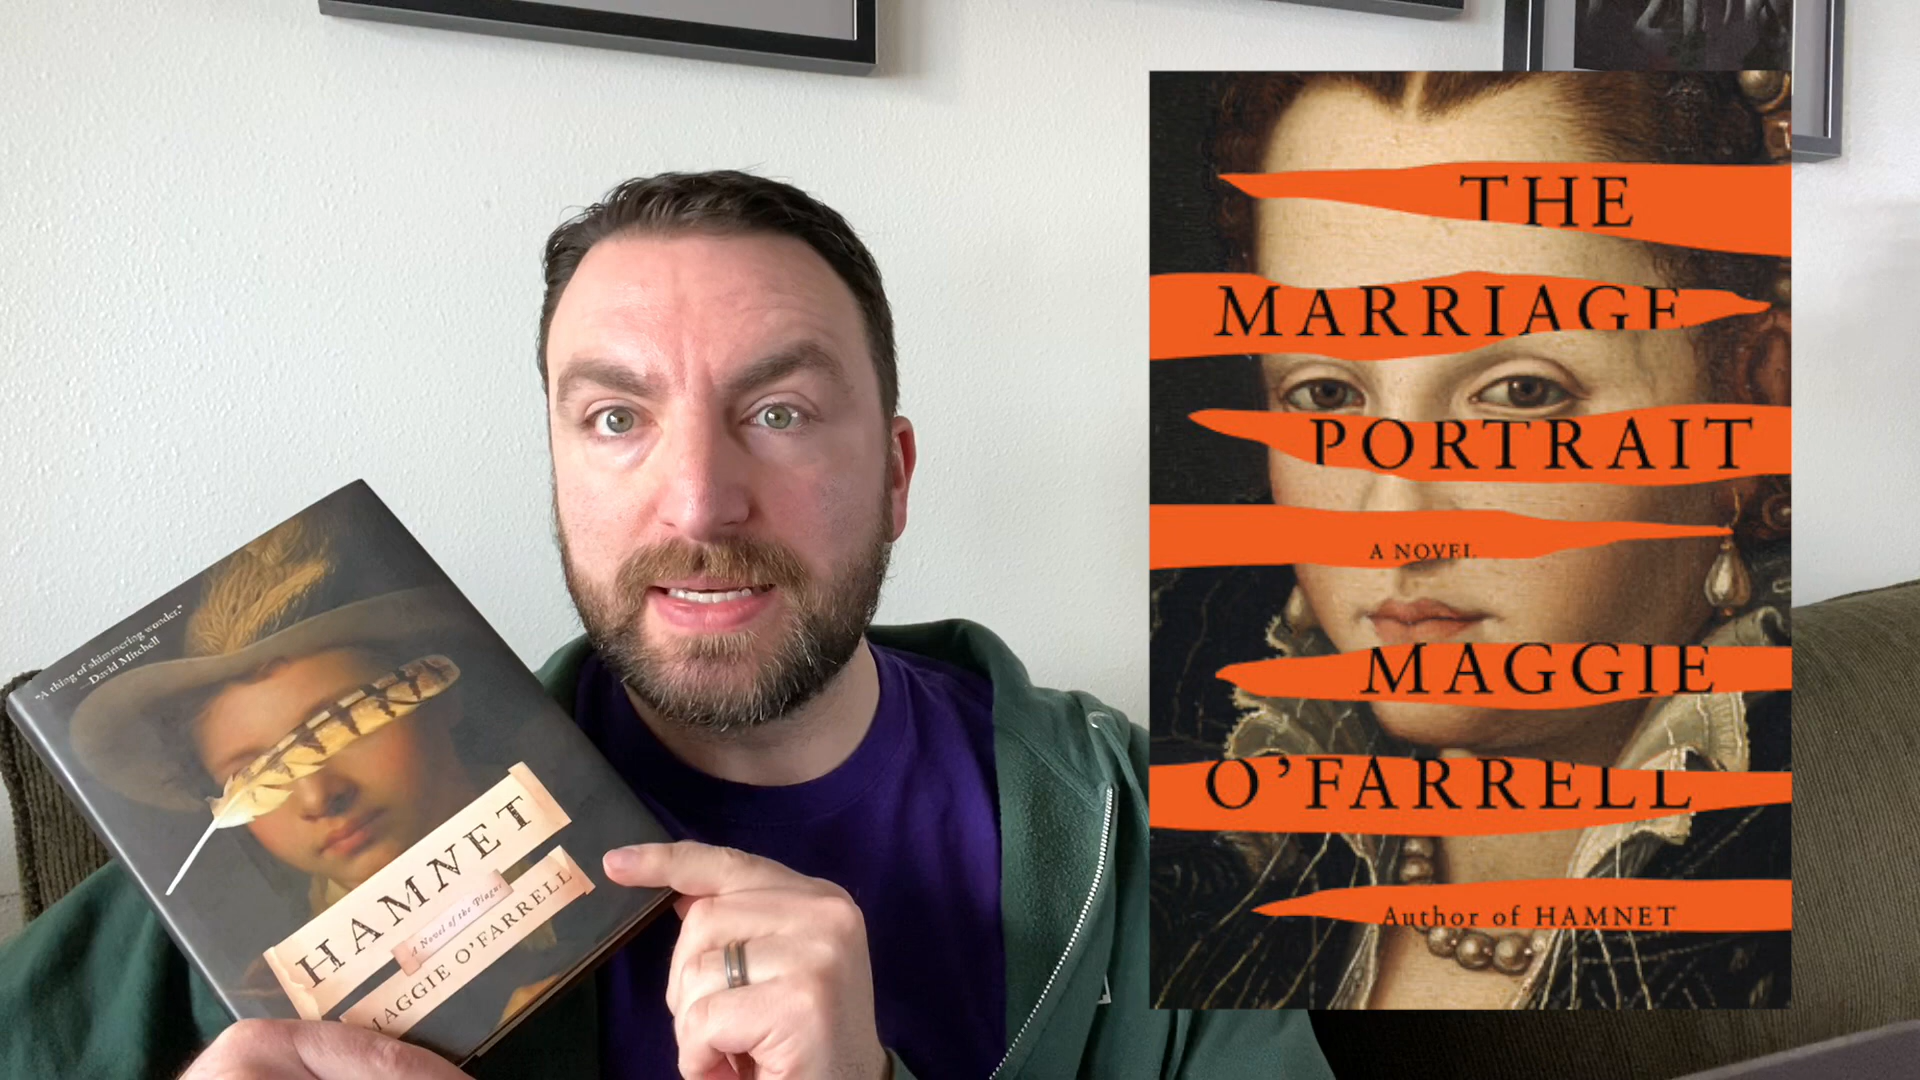 "A thing of shimmering wonder."
—David Mitchell
HAMNET
A Novel of the Plague
MAGGIE O'FARRELL
THE
MARRIAGE
PORTRAIT
A NOVEL
MAGGIE
O'FARRELL
Author of HAMNET